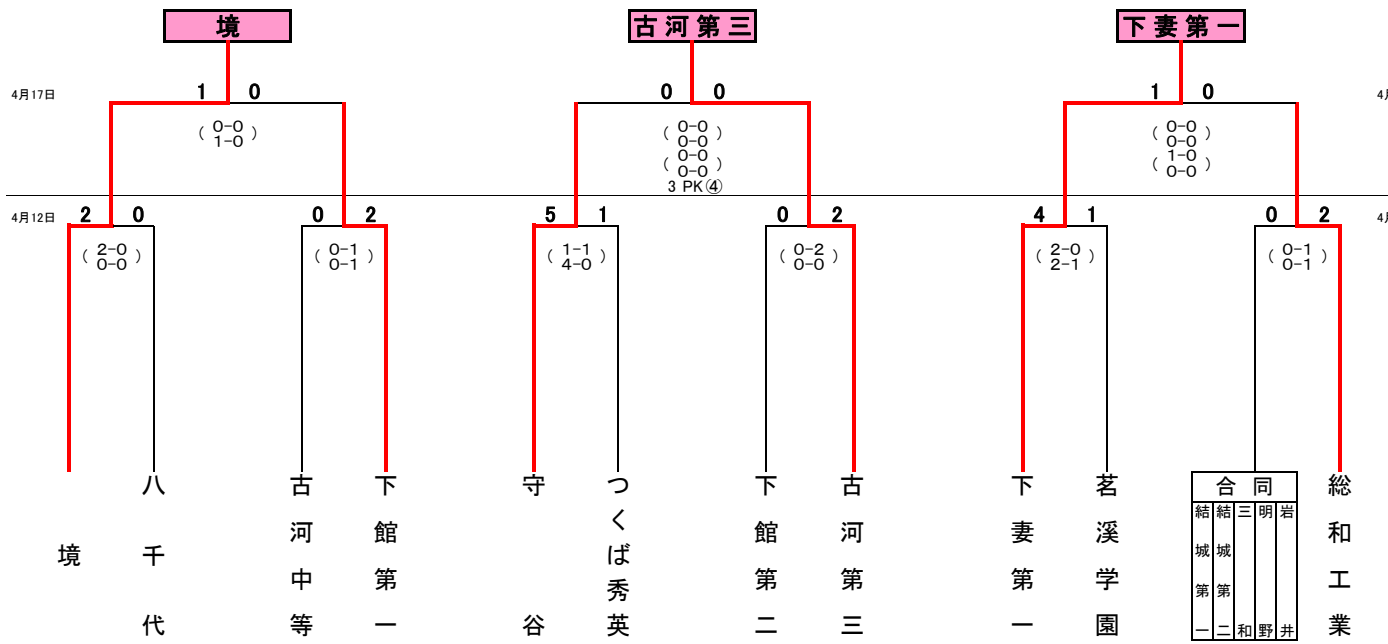 境
古河第三
下妻第一
4月17日
1 0
0 0
1 0
4月
( 0-0
1-0 )
( 0-0
0-0 )
( 0-0
0-0 )
3 PK④
( 0-0
0-0 )
( 1-0
0-0 )
4月12日
2 0
0 2
5 1
0 2
4 1
0 2
4月
( 2-0
0-0 )
( 0-1
0-1 )
( 1-1
4-0 )
( 0-2
0-0 )
( 2-0
2-1 )
( 0-1
0-1 )
境
八千代
古河中等
下館第一
守谷
つくば秀英
下館第二
古河第三
下妻第一
茗溪学園
合同
結城第一
結城第二
三和
明野
岩井
総和工業